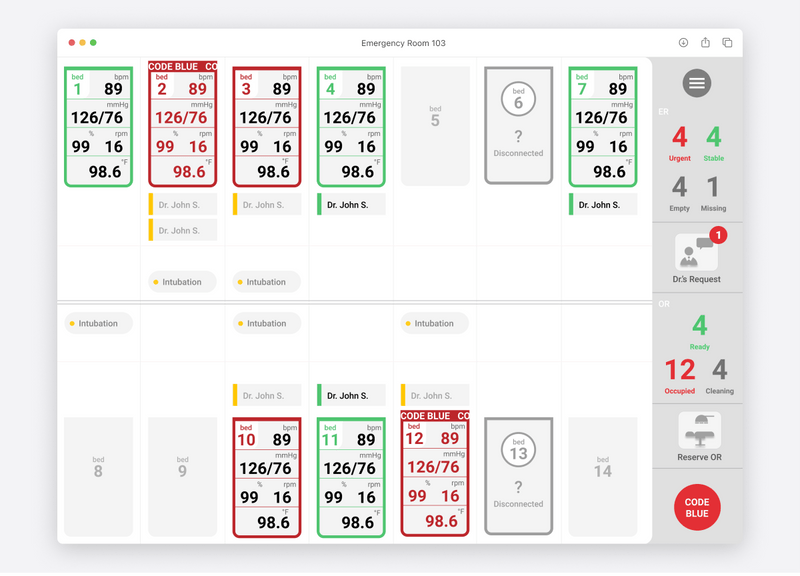 Emergency Room 103
bed
1
bpm
89
mmHg
126/76
%
99
rpm
16
°F
98.6
CODE BLUE CO
bed
2
bpm
89
mmHg
126/76
%
99
rpm
16
°F
98.6
Dr. John S.
Dr. John S.
Intubation
bed
3
bpm
89
mmHg
126/76
%
99
rpm
16
°F
98.6
Dr. John S.
Intubation
bed
4
bpm
89
mmHg
126/76
%
99
rpm
16
°F
98.6
Dr. John S.
bed
5
bed
6
?
Disconnected
bed
7
bpm
89
mmHg
126/76
%
99
rpm
16
°F
98.6
Dr. John S.
Intubation
bed
8
bed
9
Intubation
Dr. John S.
bed
10
bpm
89
mmHg
126/76
%
99
rpm
16
°F
98.6
Dr. John S.
bed
11
bpm
89
mmHg
126/76
%
99
rpm
16
°F
98.6
Intubation
Dr. John S.
CODE BLUE CO
bed
12
bpm
89
mmHg
126/76
%
99
rpm
16
°F
98.6
bed
13
?
Disconnected
bed
14
ER
4
Urgent
4
Stable
4
Empty
1
Missing
1
Dr.'s Request
OR
4
Ready
12
Occupied
4
Cleaning
Reserve OR
CODE
BLUE